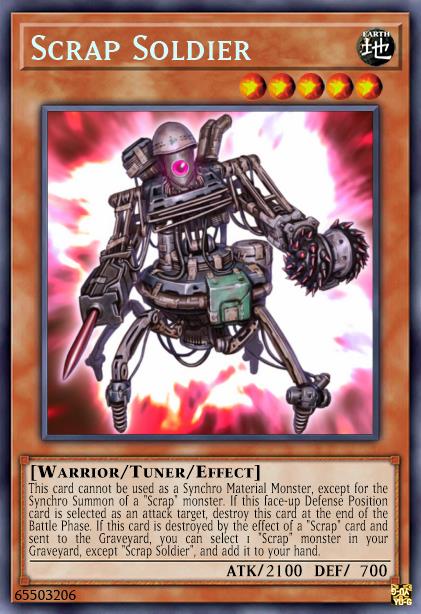 SCRAP SOLDIER
EARTH
地
[WARRIOR/TUNER/EFFECT]
This card cannot be used as a Synchro Material Monster, except for the
Synchro Summon of a "Scrap" monster. If this face-up Defense Position
card is selected as an attack target, destroy this card at the end of the
Battle Phase. If this card is destroyed by the effect of a "Scrap" card and
sent to the Graveyard, you can select 1 "Scrap" monster in your
Graveyard, except "Scrap Soldier", and add it to your hand.
ATK/2100 DEF/ 700
65503206